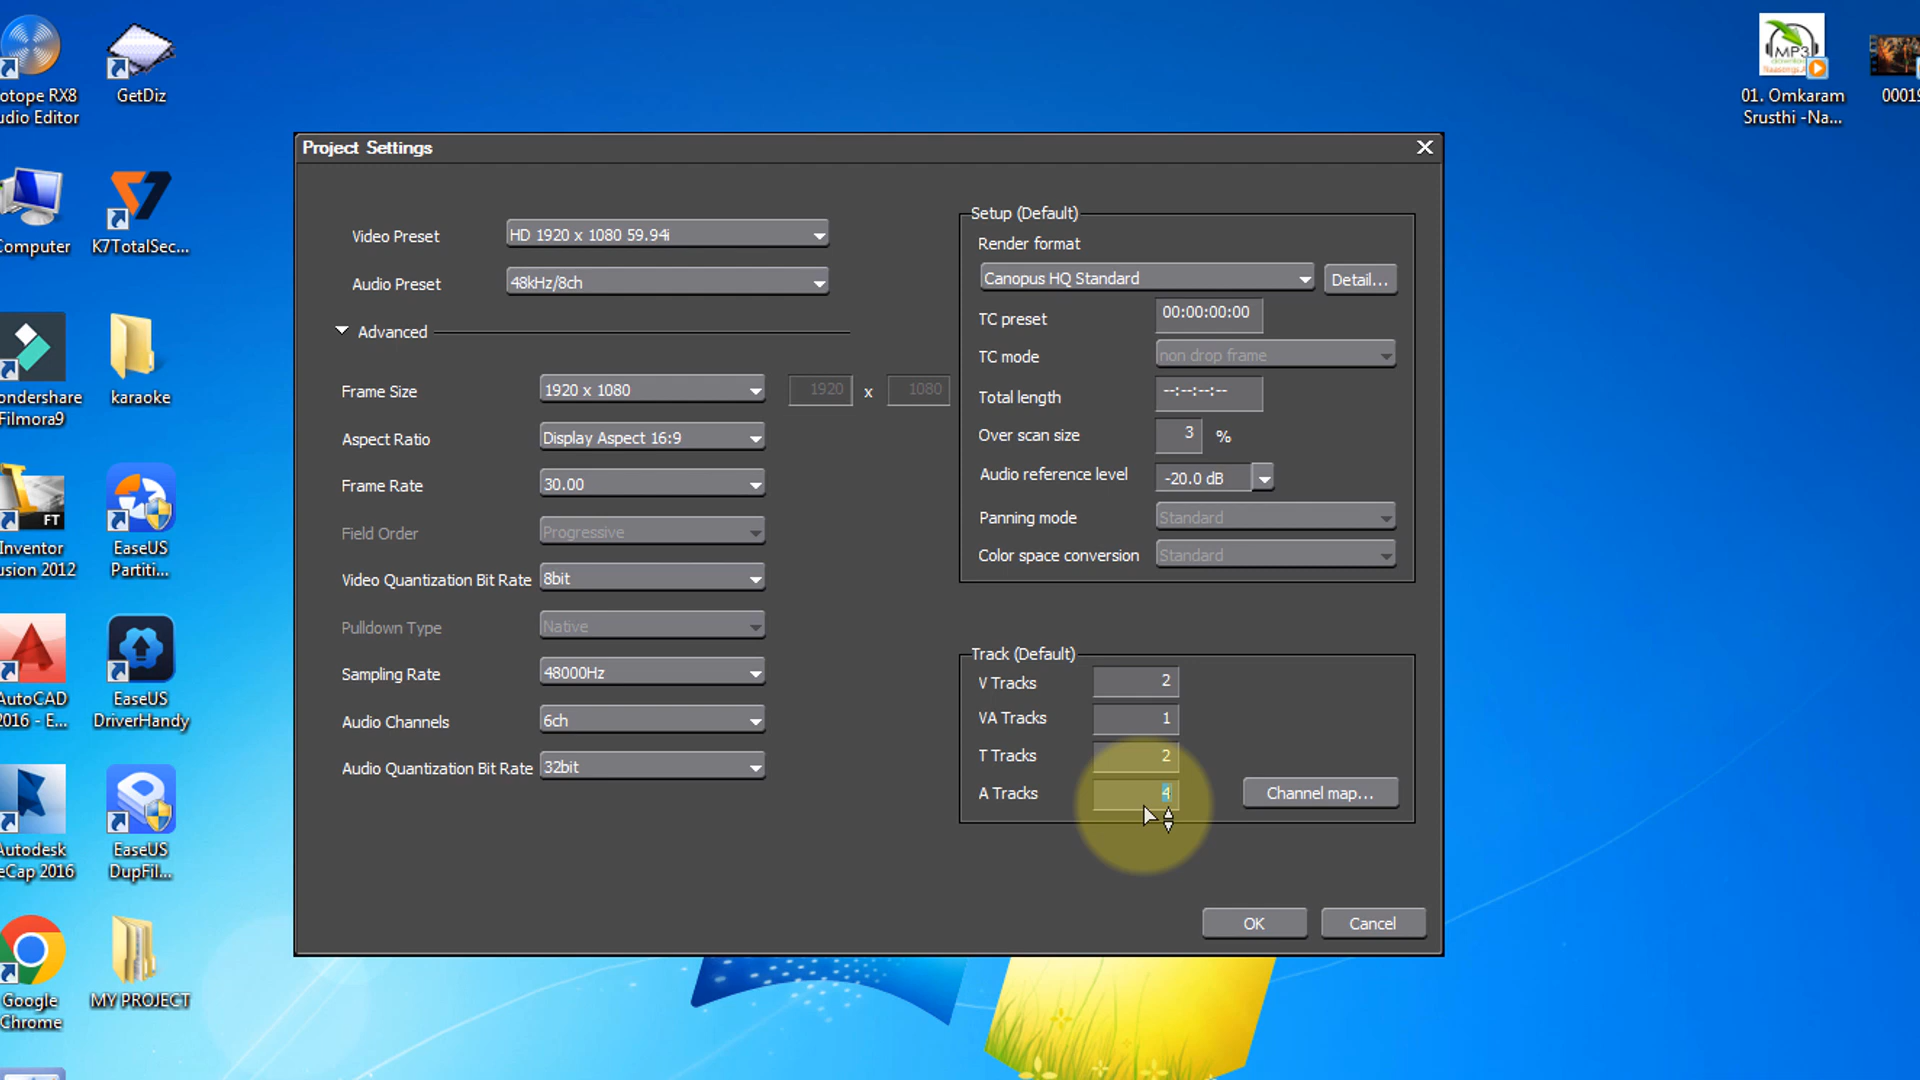 otope RX8
udio Editor
GetDiz
Computer
K7TotalSec...
ondershare
Filmora9
karaoke
FT
Inventor
usion 2012
EaseUS
Partiti...
AutoCAD
2016 - E...
EaseUS
DriverHandy
Autodesk
eCap 2016
EaseUS
DupFil...
Google
Chrome
MY PROJECT
MP3
01. Omkaram
Srusthi -Na...
00019
Project Settings
Video Preset
HD 1920 x 1080 59.94i
Audio Preset
48kHz/8ch
Advanced
Frame Size
1920 x 1080
1920 x 1080
Aspect Ratio
Display Aspect 16:9
Frame Rate
30.00
Field Order
Progressive
Video Quantization Bit Rate
8bit
Pulldown Type
Native
Sampling Rate
48000Hz
Audio Channels
6ch
Audio Quantization Bit Rate
32bit
Setup (Default)
Render format
Canopus HQ Standard
Detail...
TC preset
00:00:00:00
TC mode
non drop frame
Total length
--:--:--:--
Over scan size
3 %
Audio reference level
-20.0 dB
Panning mode
Standard
Color space conversion
Standard
Track (Default)
V Tracks
2
VA Tracks
1
T Tracks
2
A Tracks
4
Channel map...
OK
Cancel